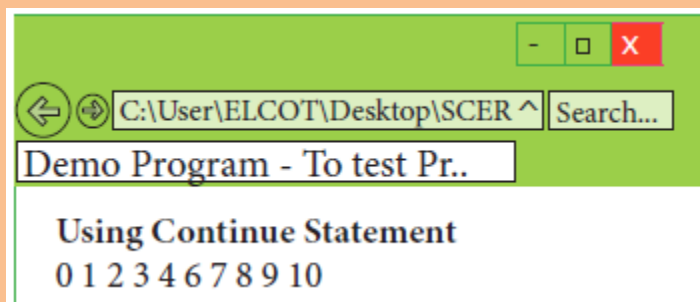 - □ X
C:\User\ELCOT\Desktop\SCER ^ Search...
Demo Program - To test Pr..
Using Continue Statement
0 1 2 3 4 6 7 8 9 10